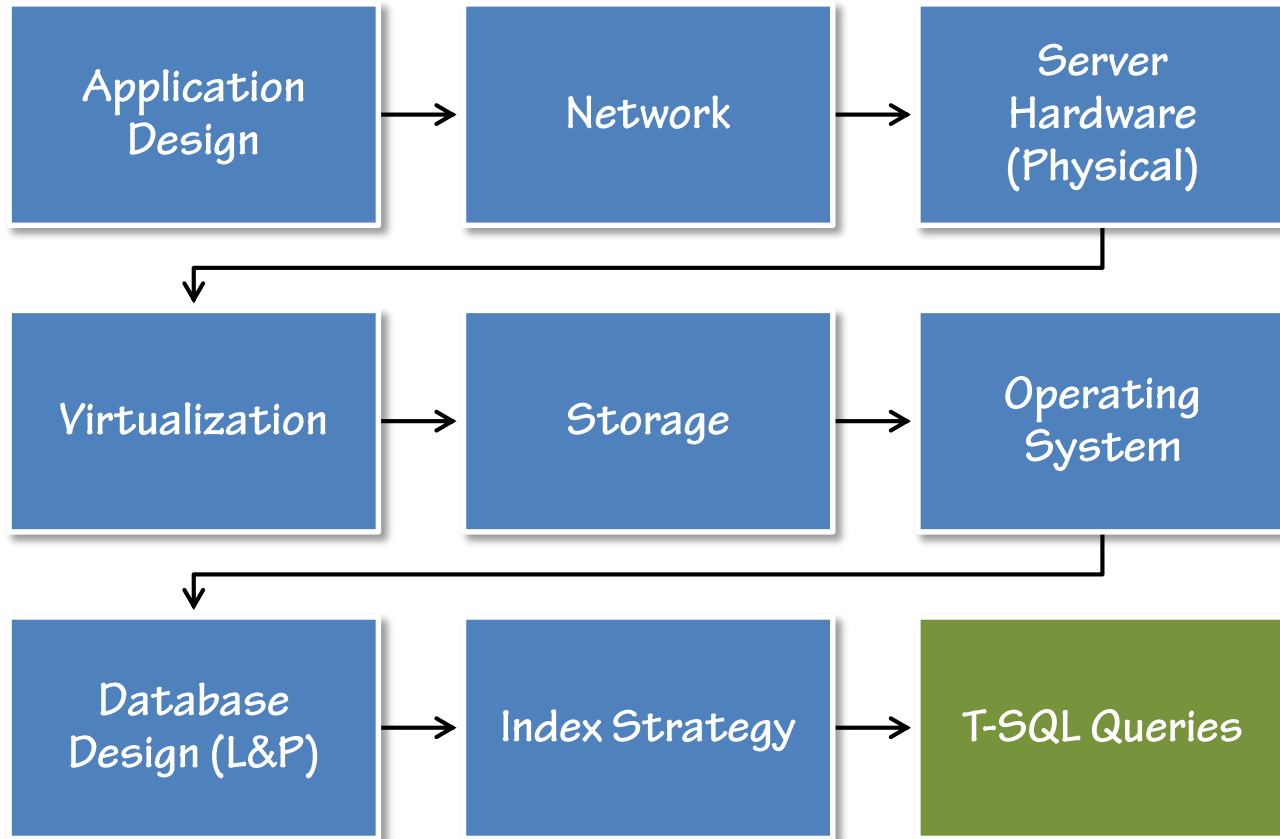 Application
Design
Network
Server
Hardware
(Physical)
Virtualization
Storage
Operating
System
Database
Design (L&P)
Index Strategy
T-SQL Queries